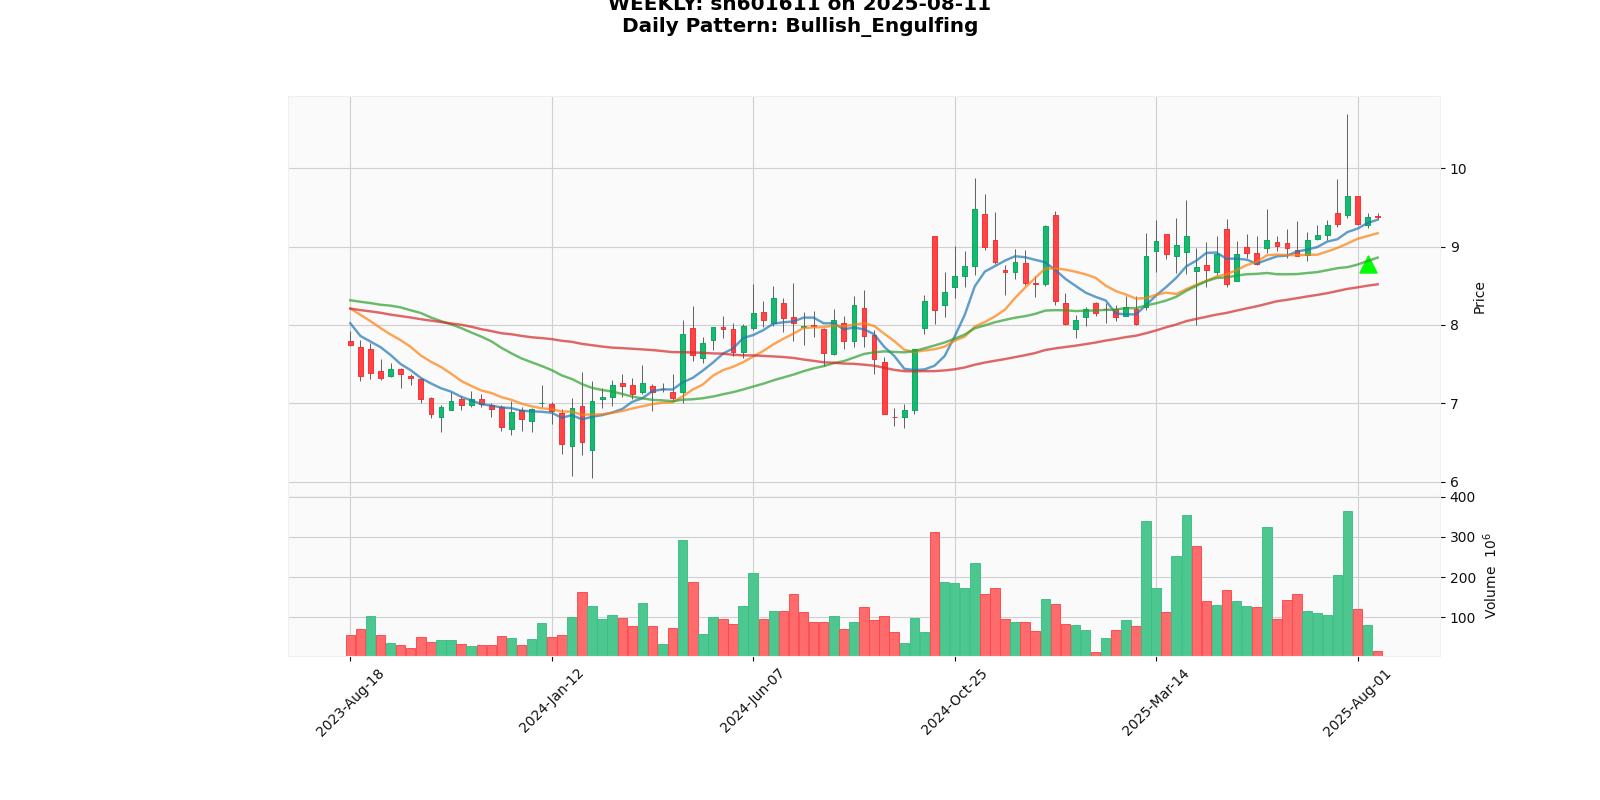 WEEKLY: sh601611 on 2025-08-11
Daily Pattern: Bullish_Engulfing
10
9
8
7
6
Price
400
300
200
100
Volume 10⁶
2023-Aug-18
2024-Jan-12
2024-Jun-07
2024-Oct-25
2025-Mar-14
2025-Aug-01